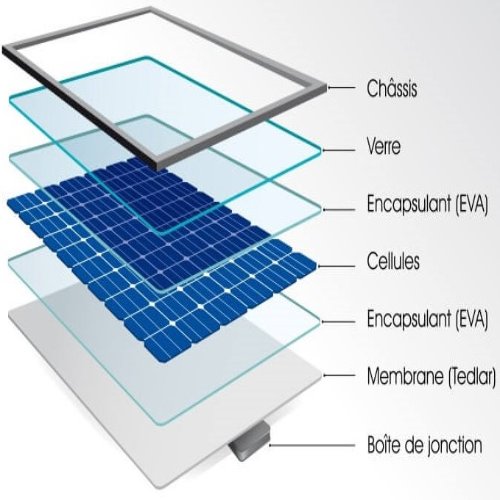 Châssis
Verre
Encapsulant (EVA)
Cellules
Encapsulant (EVA)
Membrane (Tedlar)
Boîte de jonction